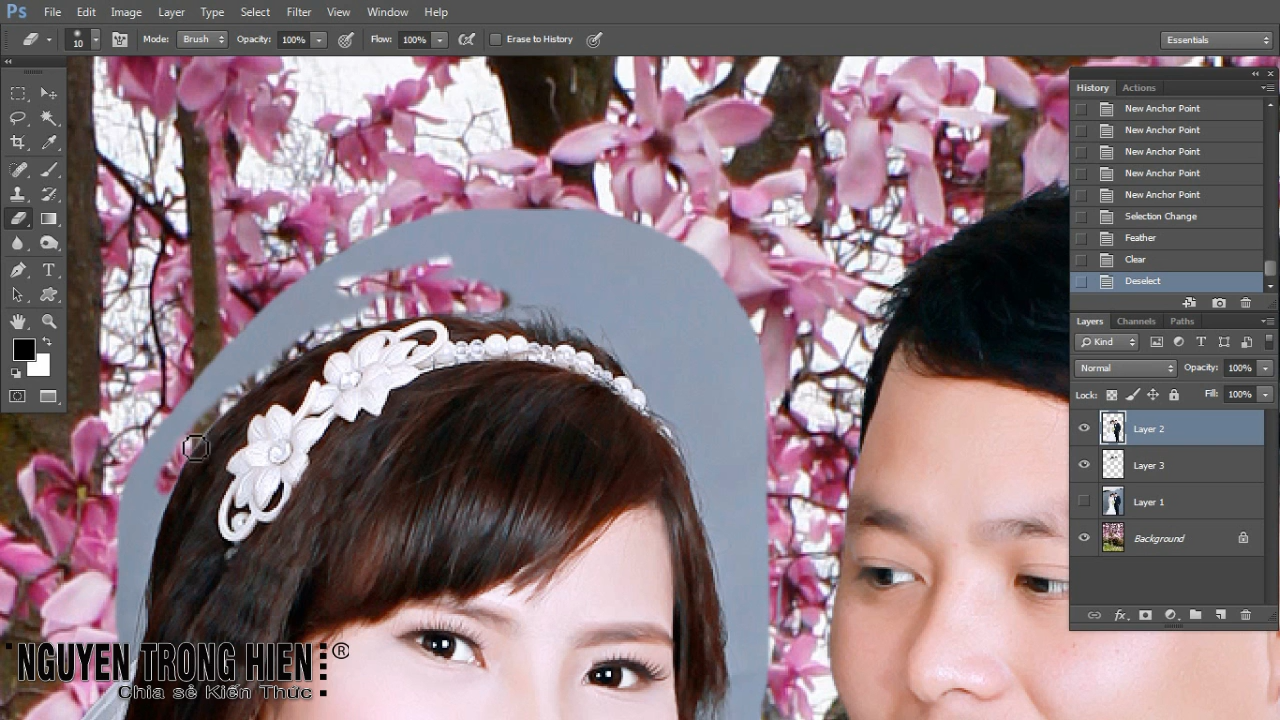 Ps File Edit Image Layer Type Select Filter View Window Help
10 Mode: Brush Opacity: 100% Flow: 100% Erase to History Essentials
History Actions
New Anchor Point
New Anchor Point
New Anchor Point
New Anchor Point
New Anchor Point
Selection Change
Feather
Clear
Deselect
Layers Channels Paths
Kind
Normal Opacity: 100%
Lock: Fill: 100%
Layer 2
Layer 3
Layer 1
Background
fx
NGUYEN TRONG HIEN ®
Chia sẻ Kiến Thức